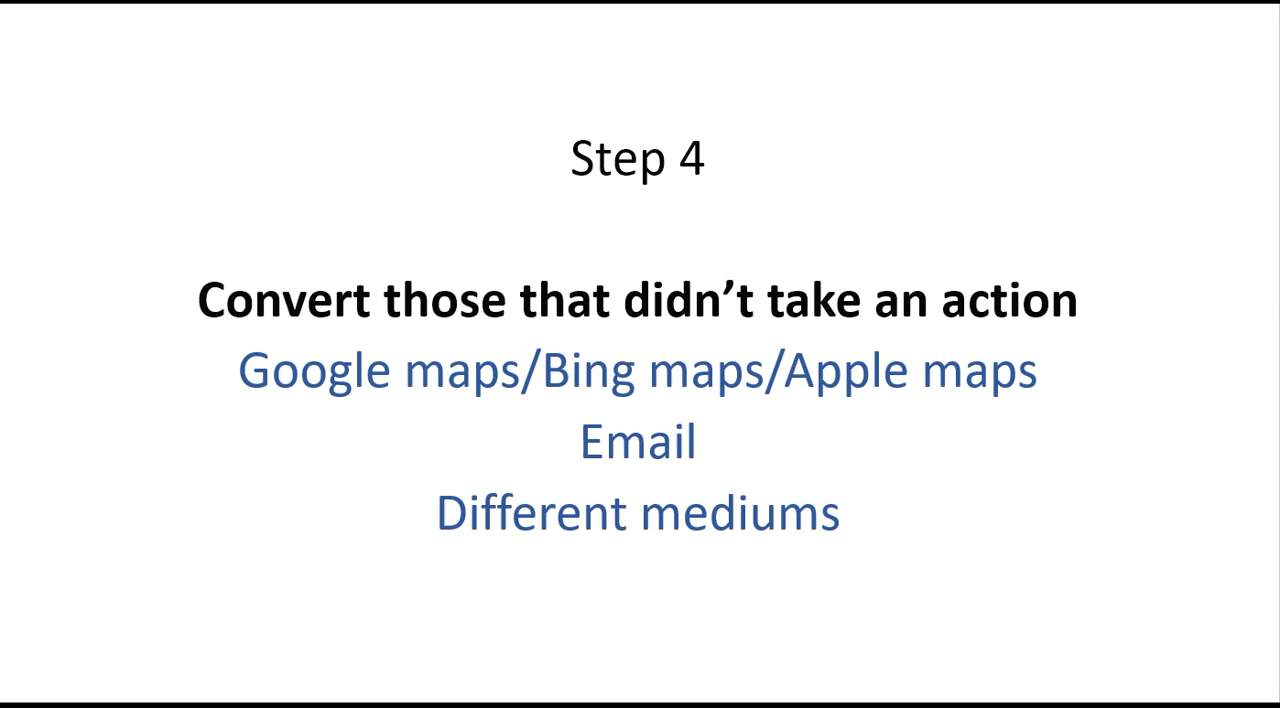 Step 4
Convert those that didn’t take an action
Google maps/Bing maps/Apple maps
Email
Different mediums